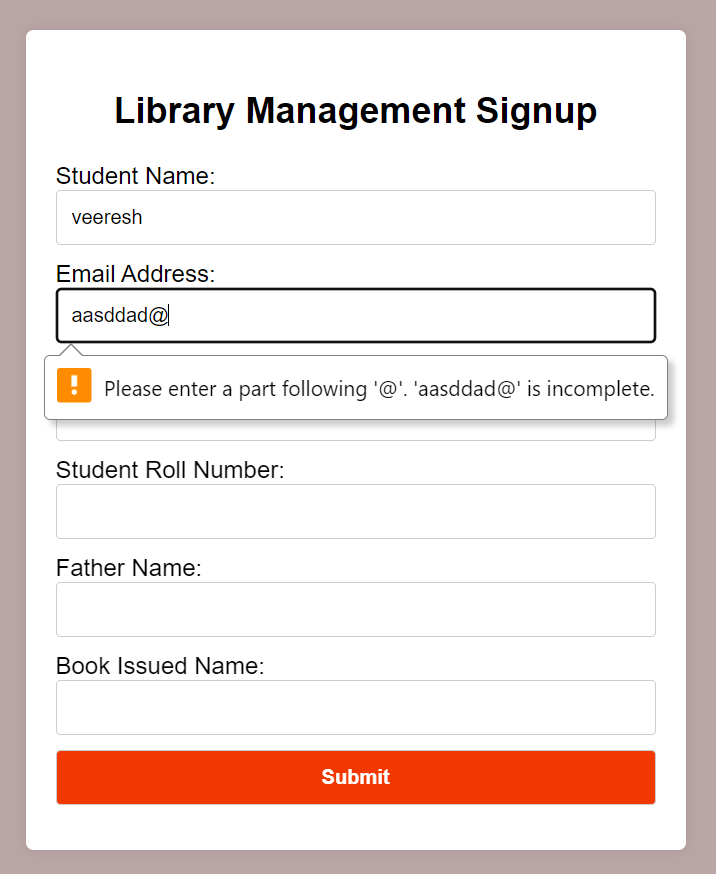 Library Management Signup
Student Name:
veeresh
Email Address:
aasddad@
Please enter a part following '@'. 'aasddad@' is incomplete.
Student Roll Number:
Father Name:
Book Issued Name:
Submit